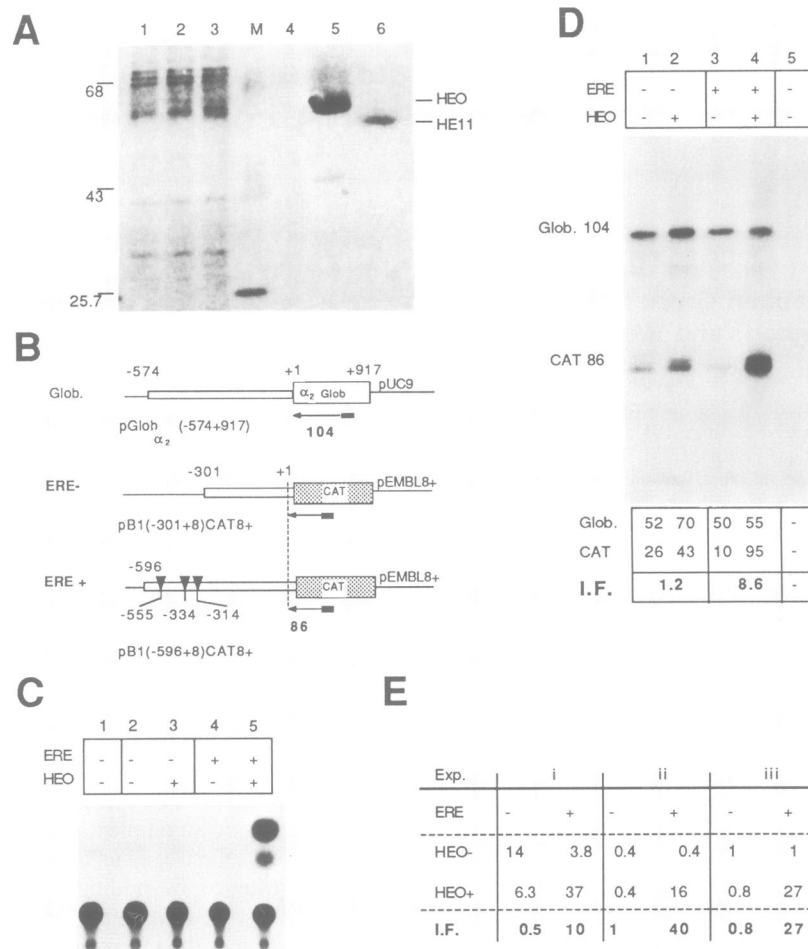 A
1 2 3 M 4 5 6
68
HEO
HE11
43
25.7
B
-574 +1 +917
Glob. α2 Glob pUC9
pGlob α2 (-574+917) 104
-301 +1
ERE- CAT pEMBL8+
pB1(-301+8)CAT8+
-596
ERE + CAT pEMBL8+
-555 -334 -314
86
pB1(-596+8)CAT8+
C
1 2 3 4 5
ERE - - - + +
HEO - - + - +
D
1 2 3 4 5
ERE - - + + -
HEO - + - + -
Glob. 104
CAT 86
Glob. 52 70 50 55 -
CAT 26 43 10 95 -
I.F. 1.2 8.6 -
E
Exp. i ii iii
ERE - + - + - +
HEO- 14 3.8 0.4 0.4 1 1
HEO+ 6.3 37 0.4 16 0.8 27
I.F. 0.5 10 1 40 0.8 27